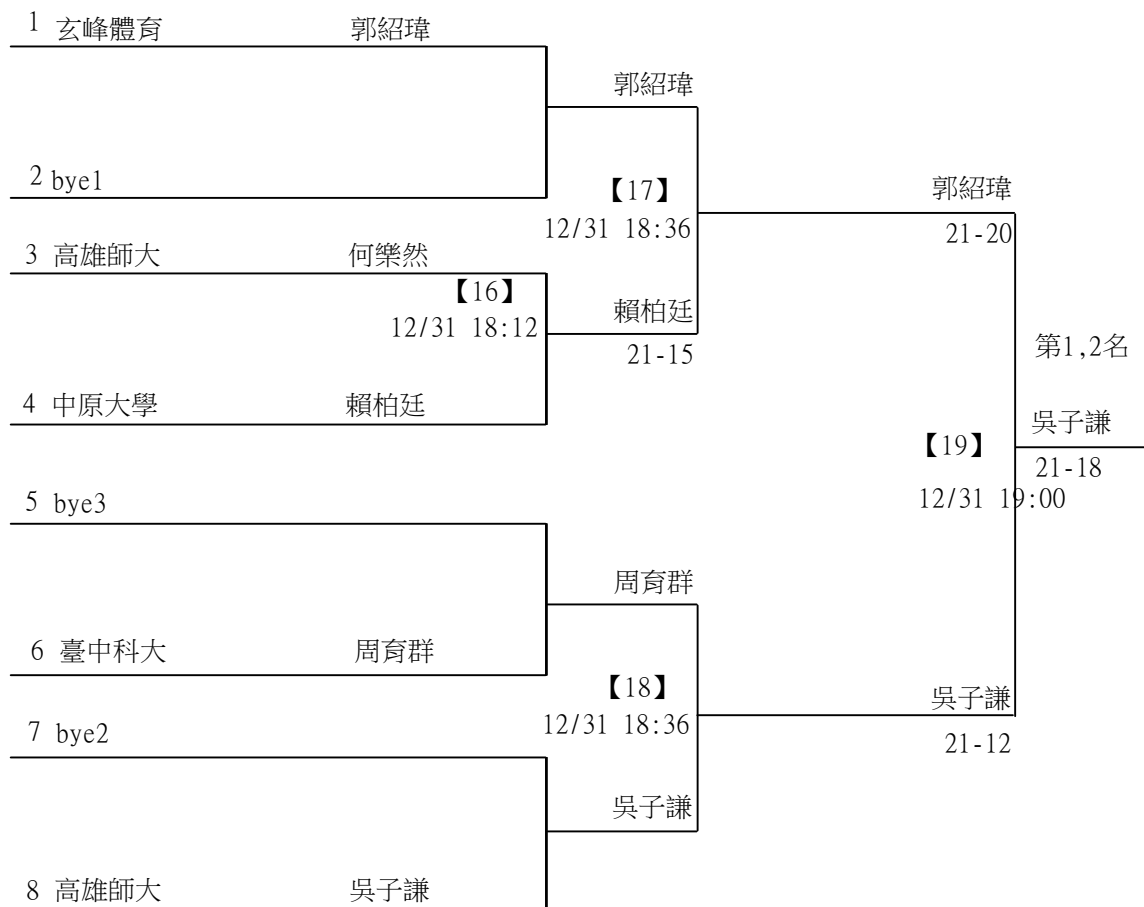 1 玄峰體育 郭紹瑋
郭紹瑋
2 bye1
【17】
郭紹瑋
12/31 18:36
21-20
3 高雄師大 何樂然
【16】
賴柏廷
12/31 18:12
21-15
第1,2名
4 中原大學 賴柏廷
吳子謙
【19】
21-18
5 bye3
12/31 19:00
周育群
6 臺中科大 周育群
【18】
吳子謙
12/31 18:36
7 bye2
21-12
吳子謙
8 高雄師大 吳子謙